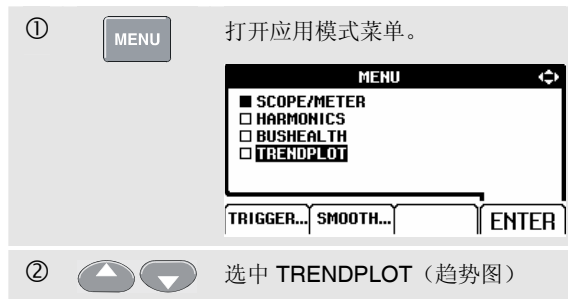 ① MENU 打开应用模式菜单。
MENU
■ SCOPE/METER
□ HARMONICS
□ BUSHEALTH
□ TRENDPLOT
TRIGGER... SMOOTH... ENTER
② 选中 TRENDPLOT（趋势图）